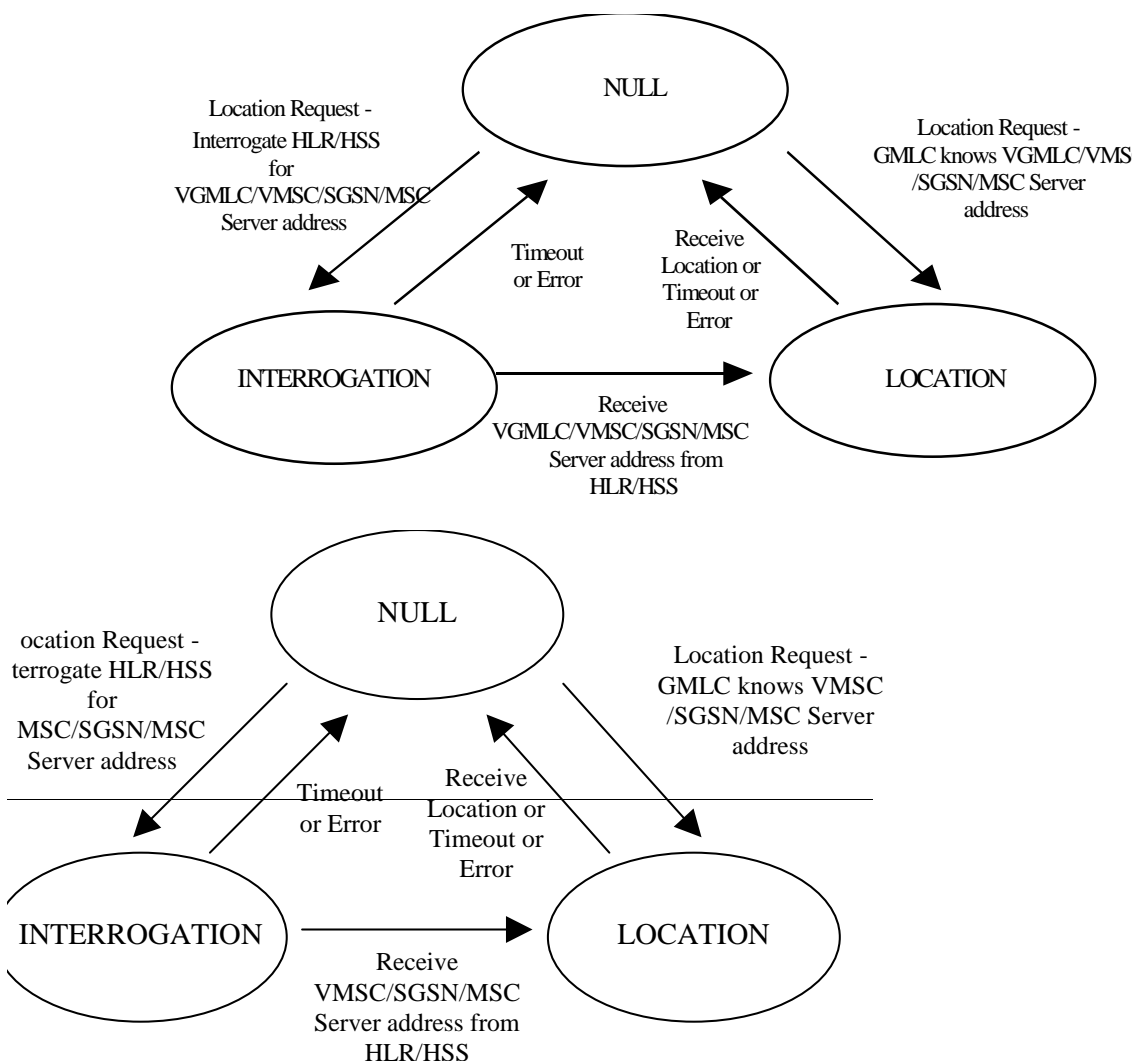 NULL
Location Request -
Interrogate HLR/HSS
for
VGMLC/VMSC/SGSN/MSC
Server address
Location Request -
GMLC knows VGMLC/VMS
/SGSN/MSC Server
address
Timeout
or Error
Receive
Location or
Timeout or
Error
INTERROGATION
LOCATION
Receive
VGMLC/VMSC/SGSN/MSC
Server address from
HLR/HSS
NULL
ocation Request -
terrogate HLR/HSS
for
MSC/SGSN/MSC
Server address
Location Request -
GMLC knows VMSC
/SGSN/MSC Server
address
Timeout
or Error
Receive
Location or
Timeout or
Error
INTERROGATION
LOCATION
Receive
VMSC/SGSN/MSC
Server address from
HLR/HSS